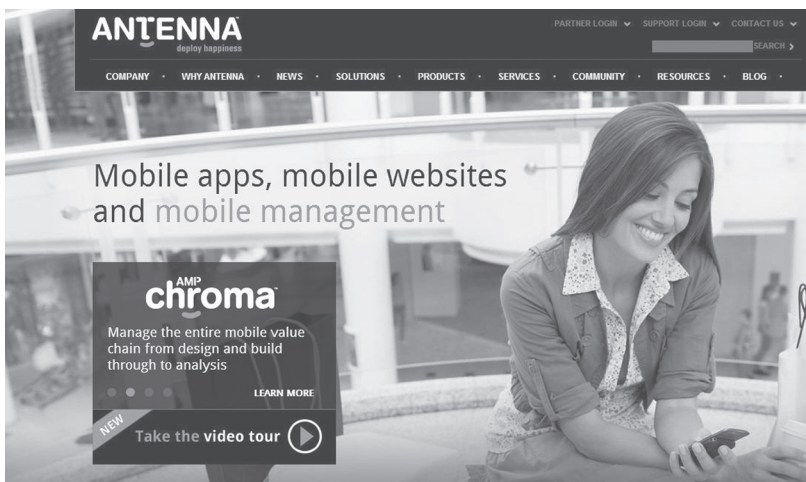 ANTENNA
deploy happiness
PARTNER LOGIN SUPPORT LOGIN CONTACT US
SEARCH
COMPANY • WHY ANTENNA • NEWS • SOLUTIONS • PRODUCTS • SERVICES • COMMUNITY • RESOURCES • BLOG •
Mobile apps, mobile websites
and mobile management
AMP
chroma™
Manage the entire mobile value
chain from design and build
through to analysis
LEARN MORE
NEW
Take the video tour